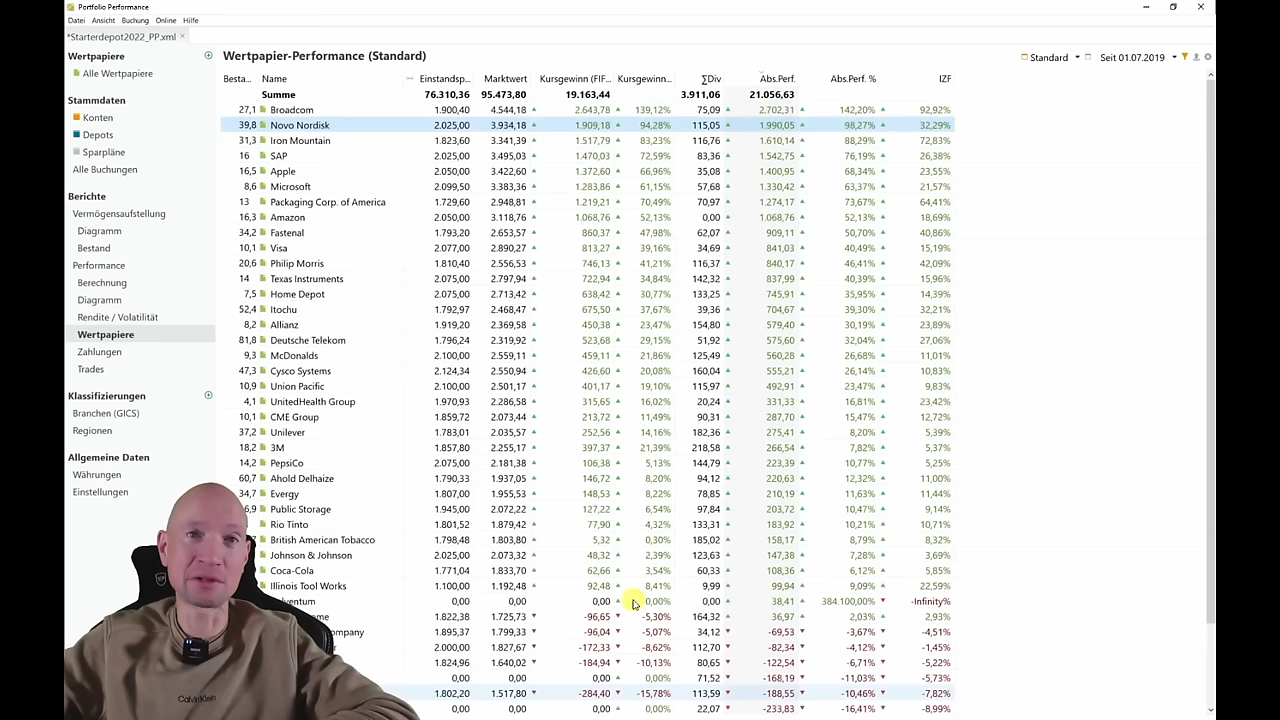 Portfolio Performance
Datei Ansicht Buchung Online Hilfe
*Starterdepot2022_PP.xml
Wertpapiere
Alle Wertpapiere
Stammdaten
Konten
Depots
Sparpläne
Alle Buchungen
Berichte
Vermögensaufstellung
Diagramm
Bestand
Performance
Berechnung
Diagramm
Rendite / Volatilität
Wertpapiere
Zahlungen
Trades
Klassifizierungen
Branchen (GICS)
Regionen
Allgemeine Daten
Währungen
Einstellungen
Wertpapier-Performance (Standard)
Standard Seit 01.07.2019
Besta... Name Einstandsp... Marktwert Kursgewinn (FIF... Kursgewinn... ∑Div Abs.Perf. Abs.Perf. % IZF
Summe 76.310,36 95.473,80 19.163,44 3.911,06 21.056,63
27,1 Broadcom 1.900,40 4.544,18 2.643,78 139,12% 75,09 2.702,31 142,20% 92,92%
39,8 Novo Nordisk 2.025,00 3.934,18 1.909,18 94,28% 115,05 1.990,05 98,27% 32,29%
31,3 Iron Mountain 1.823,60 3.341,39 1.517,79 83,23% 116,76 1.610,14 88,29% 72,83%
16 SAP 2.025,00 3.495,03 1.470,03 72,59% 83,36 1.542,75 76,19% 26,38%
16,5 Apple 2.050,00 3.422,60 1.372,60 66,96% 35,08 1.400,95 68,34% 23,55%
8,6 Microsoft 2.099,50 3.383,36 1.283,86 61,15% 57,68 1.330,42 63,37% 21,57%
13 Packaging Corp. of America 1.729,60 2.948,81 1.219,21 70,49% 70,97 1.274,17 73,67% 64,41%
16,3 Amazon 2.050,00 3.118,76 1.068,76 52,13% 0,00 1.068,76 52,13% 18,69%
34,2 Fastenal 1.793,20 2.653,57 860,37 47,98% 62,07 909,11 50,70% 40,86%
10,1 Visa 2.077,00 2.890,27 813,27 39,16% 34,69 841,03 40,49% 15,19%
20,6 Philip Morris 1.810,40 2.556,53 746,13 41,21% 116,37 840,17 46,41% 42,09%
14 Texas Instruments 2.075,00 2.797,94 722,94 34,84% 142,32 837,99 40,39% 15,96%
7,5 Home Depot 2.075,00 2.713,42 638,42 30,77% 133,25 745,91 35,95% 14,39%
52,4 Itochu 1.792,97 2.468,47 675,50 37,67% 39,36 704,67 39,30% 32,21%
8,2 Allianz 1.919,20 2.369,58 450,38 23,47% 154,80 579,40 30,19% 23,89%
81,8 Deutsche Telekom 1.796,24 2.319,92 523,68 29,15% 51,92 575,60 32,04% 27,06%
9,3 McDonalds 2.100,00 2.559,11 459,11 21,86% 125,49 560,28 26,68% 11,01%
47,3 Cysco Systems 2.124,34 2.550,94 426,60 20,08% 160,04 555,21 26,14% 10,83%
10,9 Union Pacific 2.100,00 2.501,17 401,17 19,10% 115,97 492,91 23,47% 9,83%
4,1 UnitedHealth Group 1.970,93 2.286,58 315,65 16,02% 20,24 331,33 16,81% 23,42%
10,1 CME Group 1.859,72 2.073,44 213,72 11,49% 90,31 287,70 15,47% 12,72%
37,2 Unilever 1.783,01 2.035,57 252,56 14,16% 182,36 275,41 8,20% 5,39%
18,2 3M 1.857,80 2.255,17 397,37 21,39% 218,58 266,54 7,82% 5,37%
14,2 PepsiCo 2.075,00 2.181,38 106,38 5,13% 144,79 223,39 10,77% 5,25%
60,7 Ahold Delhaize 1.790,33 1.937,05 146,72 8,20% 94,12 220,63 12,32% 11,00%
34,7 Evergy 1.807,00 1.955,53 148,53 8,22% 78,85 210,19 11,63% 11,44%
6,9 Public Storage 1.945,00 2.072,22 127,22 6,54% 97,84 203,72 10,47% 9,14%
Rio Tinto 1.801,52 1.879,42 77,90 4,32% 133,31 183,92 10,21% 10,71%
British American Tobacco 1.798,48 1.803,80 5,32 0,30% 185,02 158,17 8,79% 8,32%
Johnson & Johnson 2.025,00 2.073,32 48,32 2,39% 123,63 147,38 7,28% 3,69%
Coca-Cola 1.771,04 1.833,70 62,66 3,54% 60,33 108,36 6,12% 5,85%
Illinois Tool Works 1.100,00 1.192,48 92,48 8,41% 9,99 99,94 9,09% 22,59%
ventum 0,00 0,00 0,00 0,00% 0,00 38,41 384.100,00% -Infinity%
me 1.822,38 1.725,73 -96,65 -5,30% 164,32 36,97 2,03% 2,93%
ompany 1.895,37 1.799,33 -96,04 -5,07% 34,12 -69,53 -3,67% -4,51%
2.000,00 1.827,67 -172,33 -8,62% 112,70 -82,34 -4,12% -1,45%
1.824,96 1.640,02 -184,94 -10,13% 80,65 -122,54 -6,71% -5,22%
0,00 0,00 0,00 0,00% 71,52 -168,19 -11,03% -5,73%
1.802,20 1.517,80 -284,40 -15,78% 113,59 -188,55 -10,46% -7,82%
0,00 0,00 0,00 0,00% 22,07 -233,83 -16,41% -8,99%
CalvinKlein